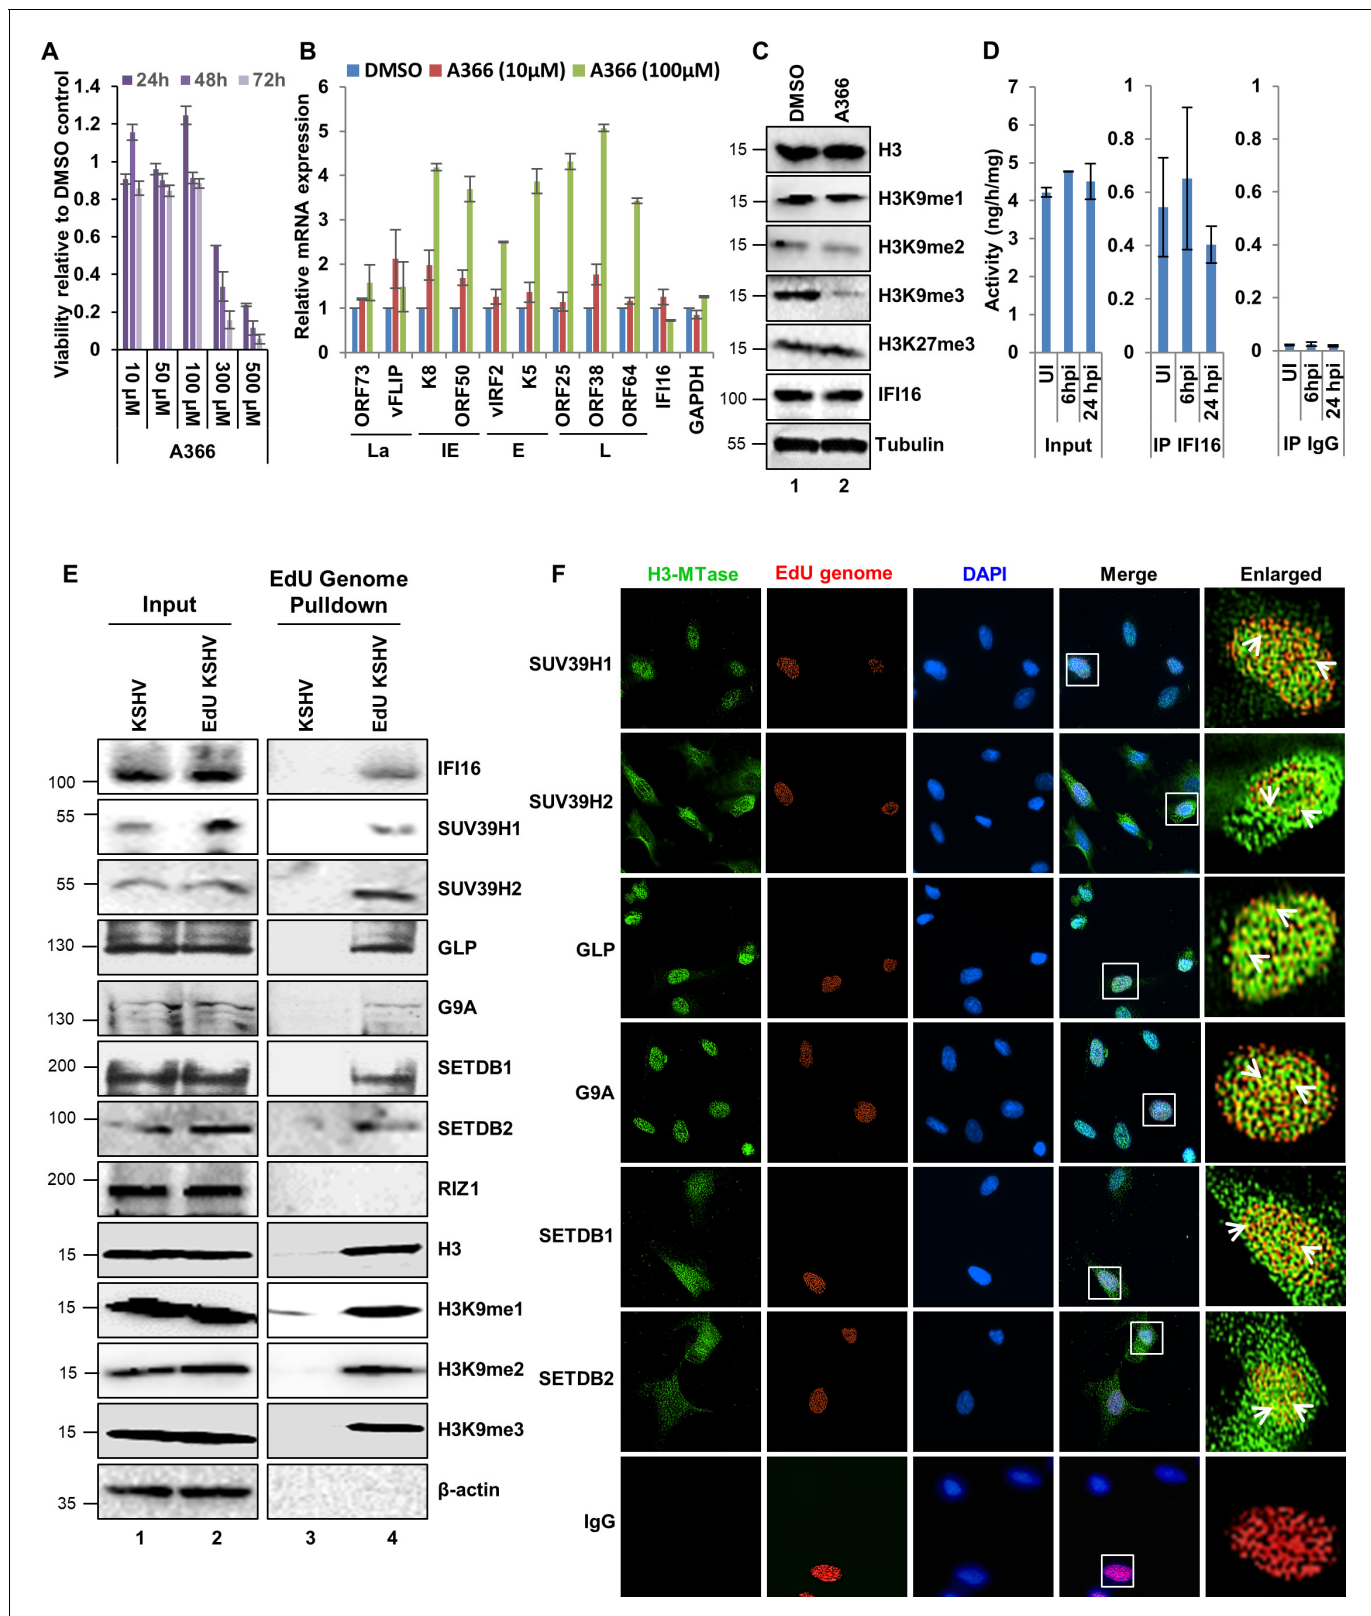 A
24h 48h 72h
Viability relative to DMSO control
1.4
1.2
1
0.8
0.6
0.4
0.2
0
10 µM
50 µM
100 µM
300 µM
500 µM
A366
B
DMSO A366 (10µM) A366 (100µM)
Relative mRNA expression
6
5
4
3
2
1
0
ORF73
vFLIP
K8
ORF50
vIRF2
K5
ORF25
ORF38
ORF64
IFI16
GAPDH
La IE E L
C
DMSO
A366
15 H3
15 H3K9me1
15 H3K9me2
15 H3K9me3
15 H3K27me3
100 IFI16
55 Tubulin
1 2
D
Activity (ng/h/mg)
7
6
5
4
3
2
1
0
UI
6hpi
24 hpi
Input
1
0.8
0.6
0.4
0.2
0
UI
6hpi
24 hpi
IP IFI16
1
0.8
0.6
0.4
0.2
0
UI
6hpi
24 hpi
IP IgG
E
Input
EdU Genome
Pulldown
KSHV
EdU KSHV
KSHV
EdU KSHV
100 IFI16
55 SUV39H1
55 SUV39H2
130 GLP
130 G9A
200 SETDB1
100 SETDB2
200 RIZ1
15 H3
15 H3K9me1
15 H3K9me2
15 H3K9me3
35 β-actin
1 2 3 4
F
H3-MTase EdU genome DAPI Merge Enlarged
SUV39H1
SUV39H2
GLP
G9A
SETDB1
SETDB2
IgG